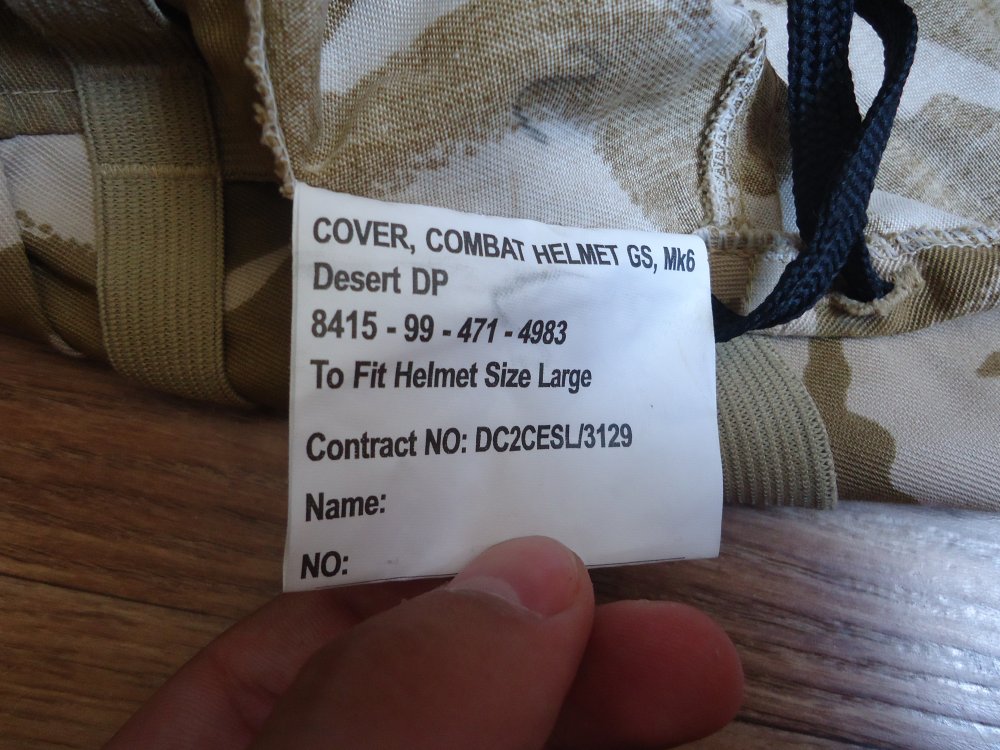 COVER, COMBAT HELMET GS, Mk6
Desert DP
8415 - 99 - 471 - 4983
To Fit Helmet Size Large
Contract NO: DC2CESL/3129
Name:
NO: